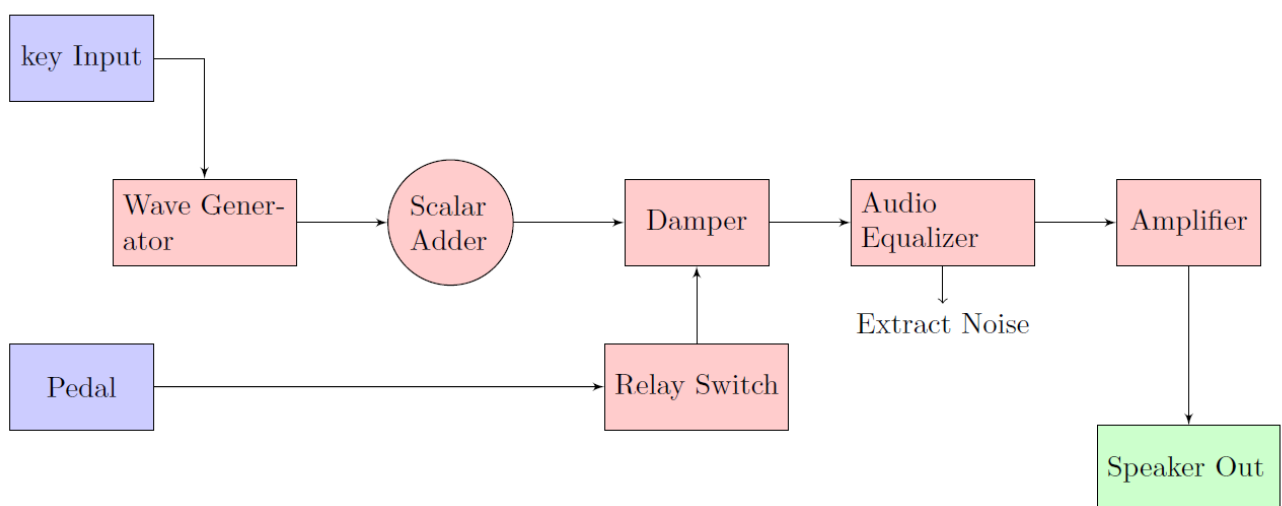 key Input
Wave Gener-
ator
Scalar
Adder
Damper
Audio
Equalizer
Amplifier
Extract Noise
Pedal
Relay Switch
Speaker Out